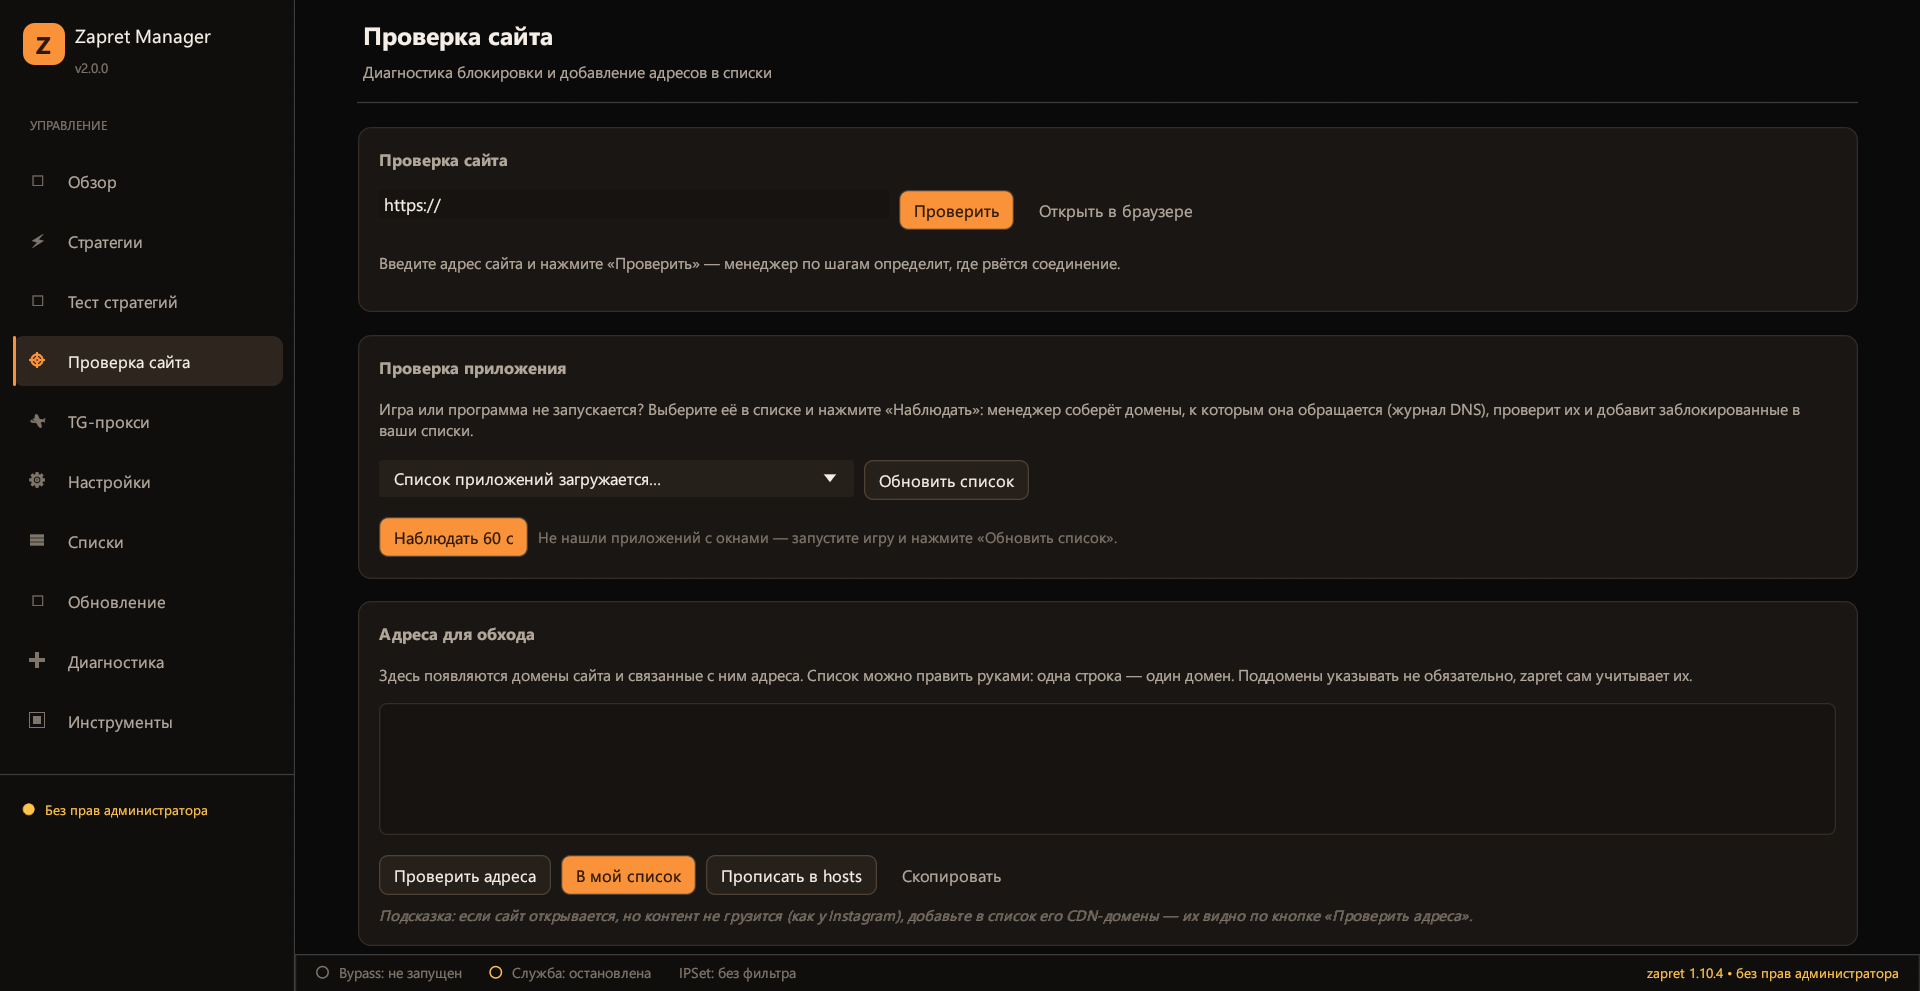 Z
Zapret Manager
v2.0.0
УПРАВЛЕНИЕ
Обзор
Стратегии
Тест стратегий
Проверка сайта
TG-прокси
Настройки
Списки
Обновление
Диагностика
Инструменты
Без прав администратора
Проверка сайта
Диагностика блокировки и добавление адресов в списки
Проверка сайта
https://
Проверить
Открыть в браузере
Введите адрес сайта и нажмите «Проверить» — менеджер по шагам определит, где рвётся соединение.
Проверка приложения
Игра или программа не запускается? Выберите её в списке и нажмите «Наблюдать»: менеджер соберёт домены, к которым она обращается (журнал DNS), проверит их и добавит заблокированные в
ваши списки.
Список приложений загружается...
Обновить список
Наблюдать 60 с
Не нашли приложений с окнами — запустите игру и нажмите «Обновить список».
Адреса для обхода
Здесь появляются домены сайта и связанные с ним адреса. Список можно править руками: одна строка — один домен. Поддомены указывать не обязательно, zapret сам учитывает их.
Проверить адреса
В мой список
Прописать в hosts
Скопировать
Подсказка: если сайт открывается, но контент не грузится (как у Instagram), добавьте в список его CDN-домены — их видно по кнопке «Проверить адреса».
Bypass: не запущен
Служба: остановлена
IPSet: без фильтра
zapret 1.10.4 • без прав администратора